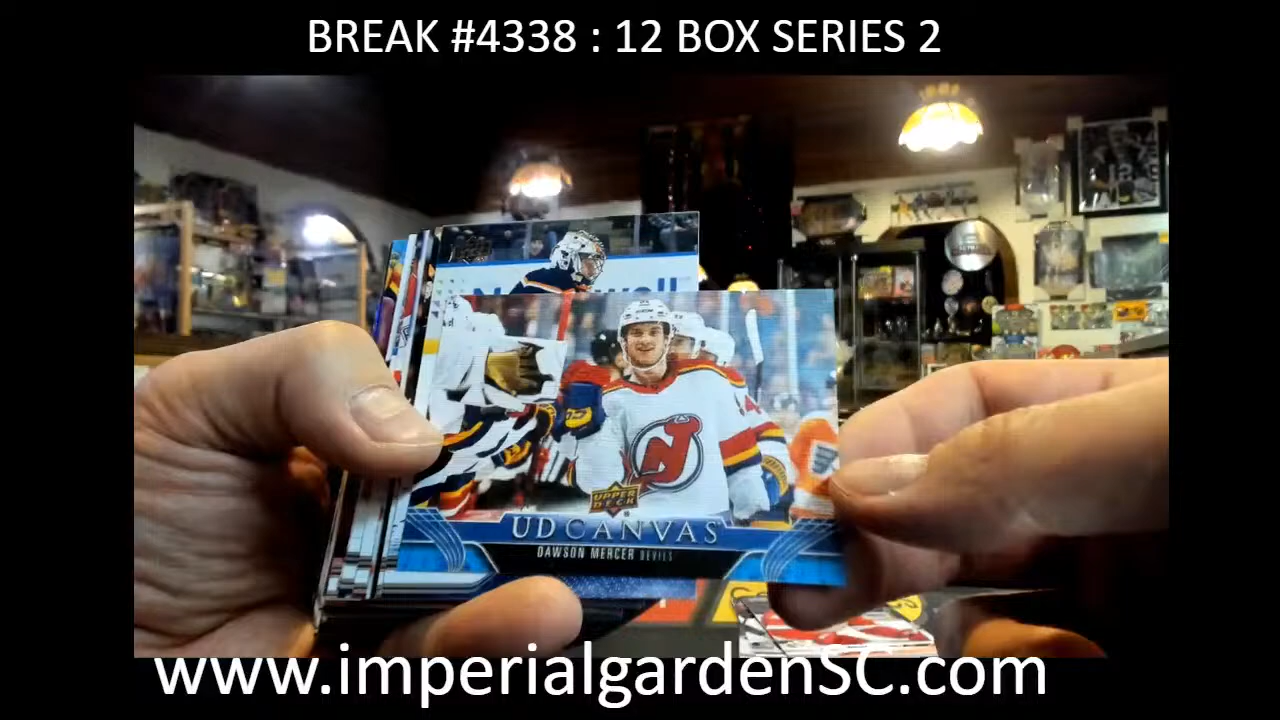 BREAK #4338 : 12 BOX SERIES 2
UPPER
DECK
UD CANVAS
DAWSON MERCER DEVILS
www.imperialgardenSC.com